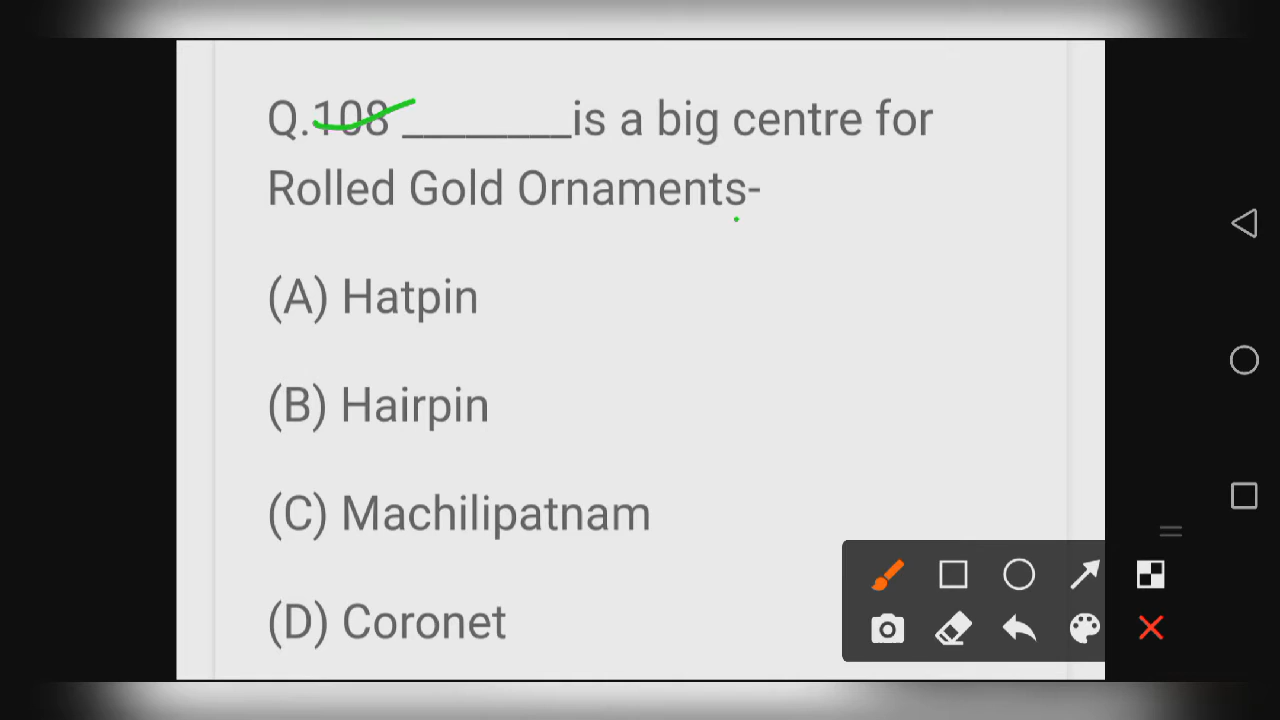 Q.108 ________is a big centre for
Rolled Gold Ornaments-
(A) Hatpin
(B) Hairpin
(C) Machilipatnam
(D) Coronet